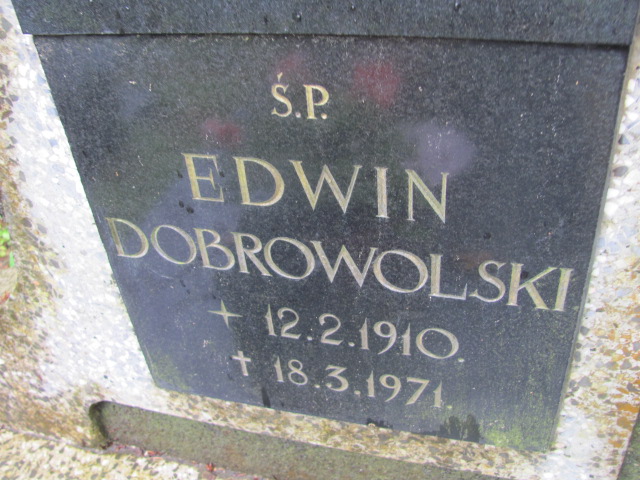 Ś.P.
EDWIN
DOBROWOLSKI
+ 12.2.1910.
† 18.3.1971.